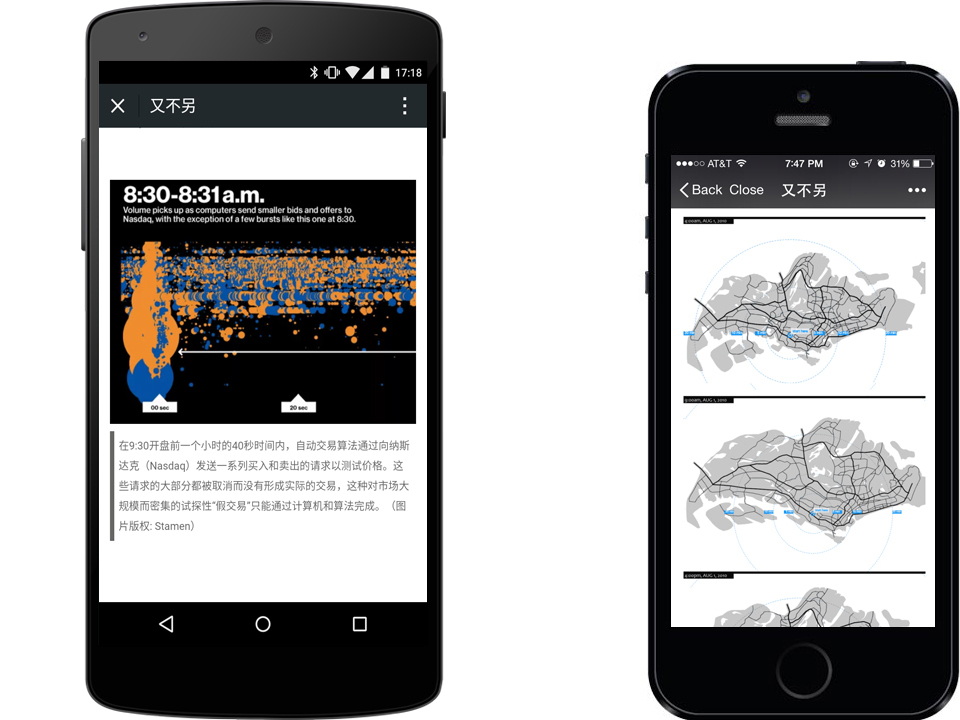 17:18
又不另
8:30-8:31a.m.
Volume picks up as computers send smaller bids and offers to
Nasdaq, with the exception of a few bursts like this one at 8:30.
00 sec
20 sec
在9:30开盘前一个小时的40秒时间内，自动交易算法通过向纳斯
达克（Nasdaq）发送一系列买入和卖出的请求以测试价格。这
些请求的大部分都被取消而没有形成实际的交易，这种对市场大
规模而密集的试探性“假交易”只能通过计算机和算法完成。（图
片版权: Stamen）
AT&T
7:47 PM
31%
Back Close 又不另